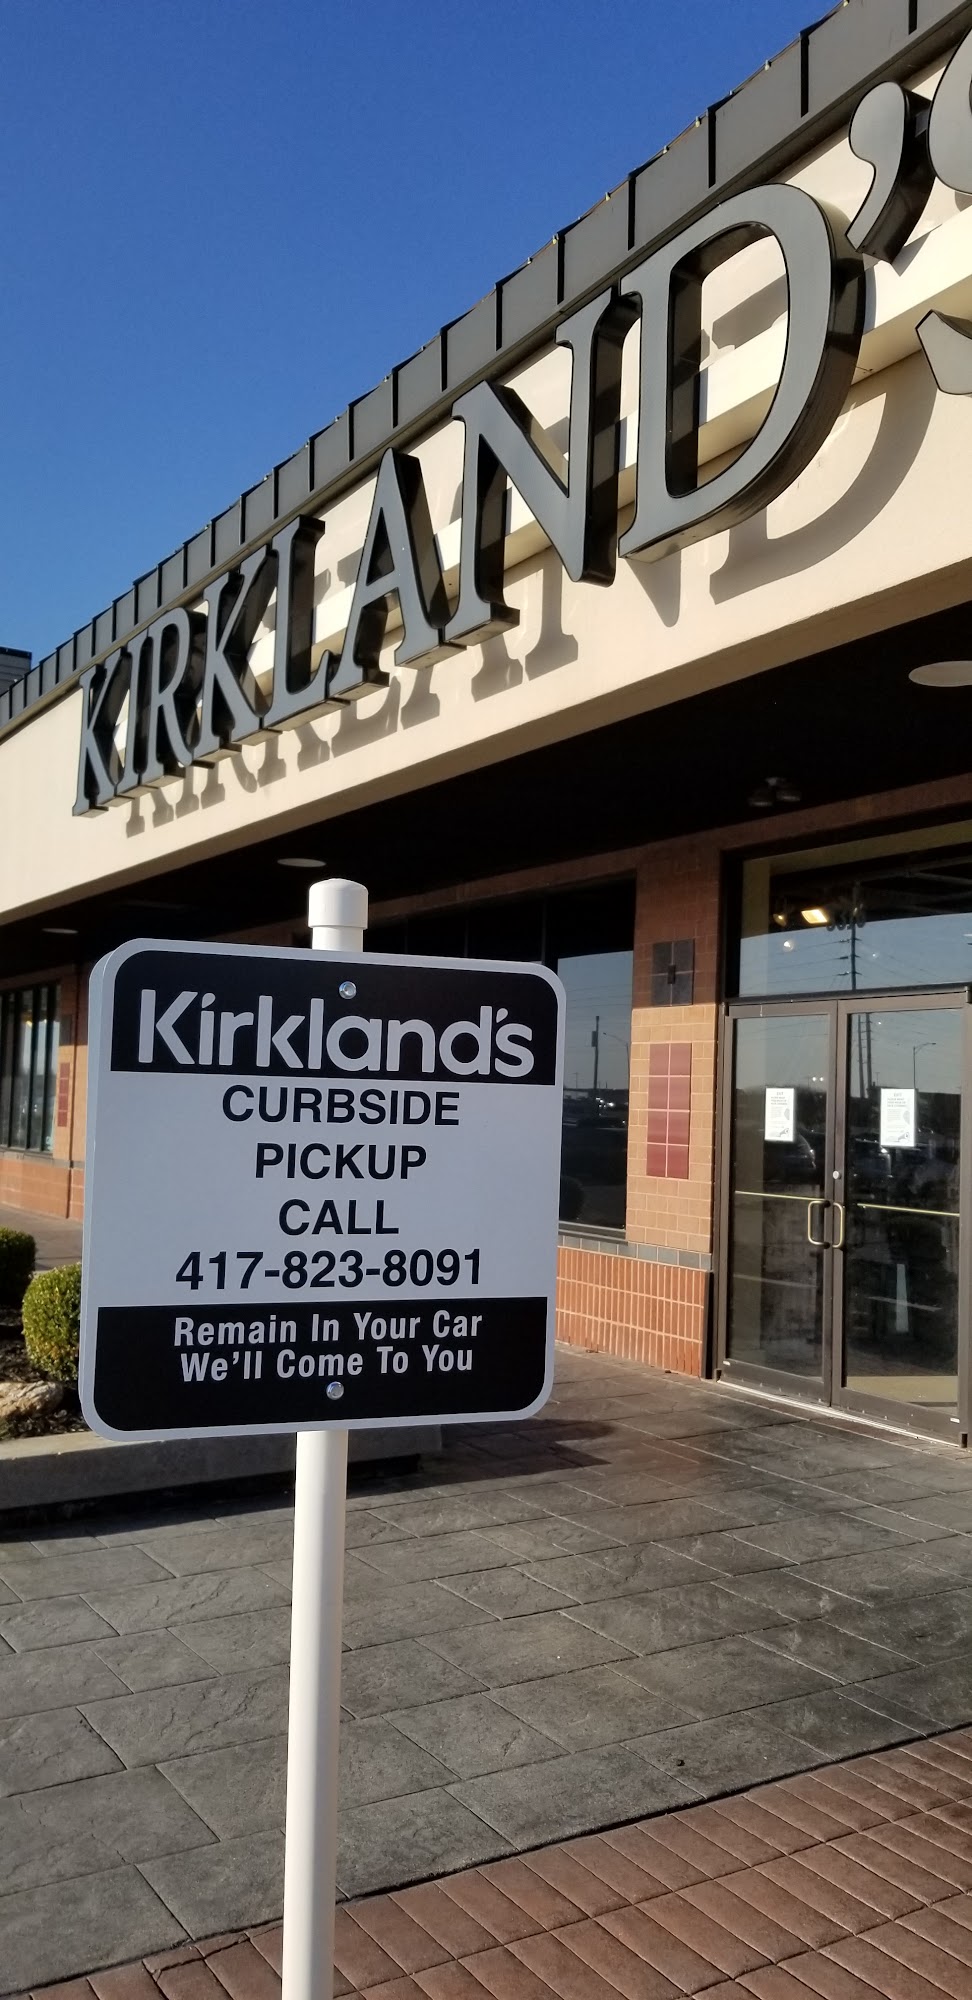 KIRKLAND'S
Kirkland's
CURBSIDE
PICKUP
CALL
417-823-8091
Remain In Your Car
We'll Come To You